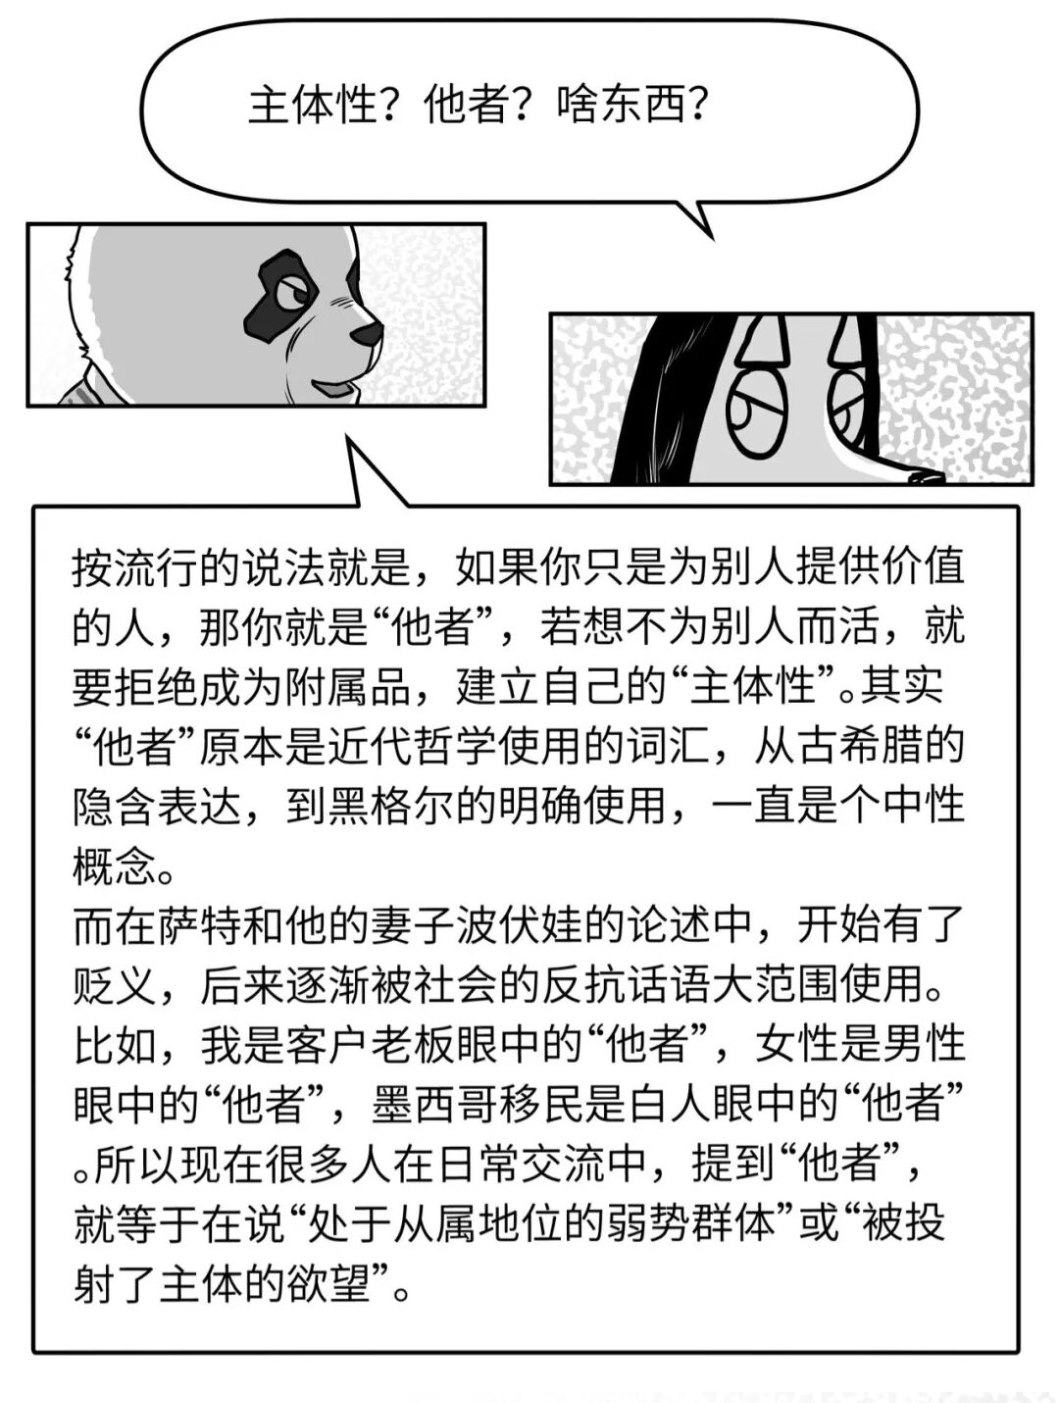 主体性？他者？啥东西？
按流行的说法就是，如果你只是为别人提供价值
的人，那你就是“他者”，若想不为别人而活，就
要拒绝成为附属品，建立自己的“主体性”。其实
“他者”原本是近代哲学使用的词汇，从古希腊的
隐含表达，到黑格尔的明确使用，一直是个中性
概念。
而在萨特和他的妻子波伏娃的论述中，开始有了
贬义，后来逐渐被社会的反抗话语大范围使用。
比如，我是客户老板眼中的“他者”，女性是男性
眼中的“他者”，墨西哥移民是白人眼中的“他者”
。所以现在很多人在日常交流中，提到“他者”，
就等于在说“处于从属地位的弱势群体”或“被投
射了主体的欲望”。